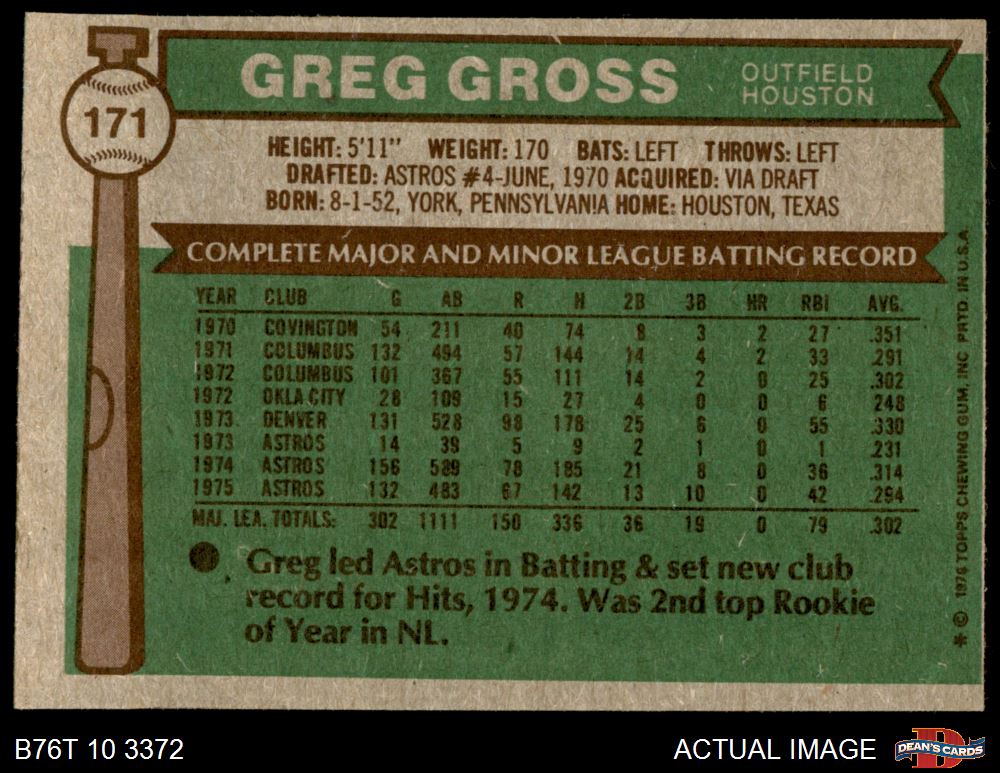 171
GREG GROSS
OUTFIELD
HOUSTON
HEIGHT: 5'11" WEIGHT: 170 BATS: LEFT THROWS: LEFT
DRAFTED: ASTROS #4-JUNE, 1970 ACQUIRED: VIA DRAFT
BORN: 8-1-52, YORK, PENNSYLVANIA HOME: HOUSTON, TEXAS
COMPLETE MAJOR AND MINOR LEAGUE BATTING RECORD
YEAR CLUB G AB R H 2B 3B HR RBI AVG.
1970 COVINGTON 54 211 40 74 8 3 2 27 .351
1971 COLUMBUS 132 494 57 144 14 4 2 33 .291
1972 COLUMBUS 101 367 55 111 14 2 0 25 .302
1972 OKLA CITY 28 109 15 27 4 0 0 6 248
1973 DENVER 131 528 98 178 25 6 0 55 .330
1973 ASTROS 14 39 5 9 2 1 0 1 .231
1974 ASTROS 156 589 78 185 21 8 0 36 .314
1975 ASTROS 132 483 67 142 13 10 0 42 .294
MAJ. LEA. TOTALS: 302 1111 150 336 36 19 0 79 .302
Greg led Astros in Batting & set new club
record for Hits, 1974. Was 2nd top Rookie
of Year in NL.
* © 1976 TOPPS CHEWING GUM, INC PRTD. IN U.S.A.
B76T 10 3372
ACTUAL IMAGE
D
DEAN'S CARDS